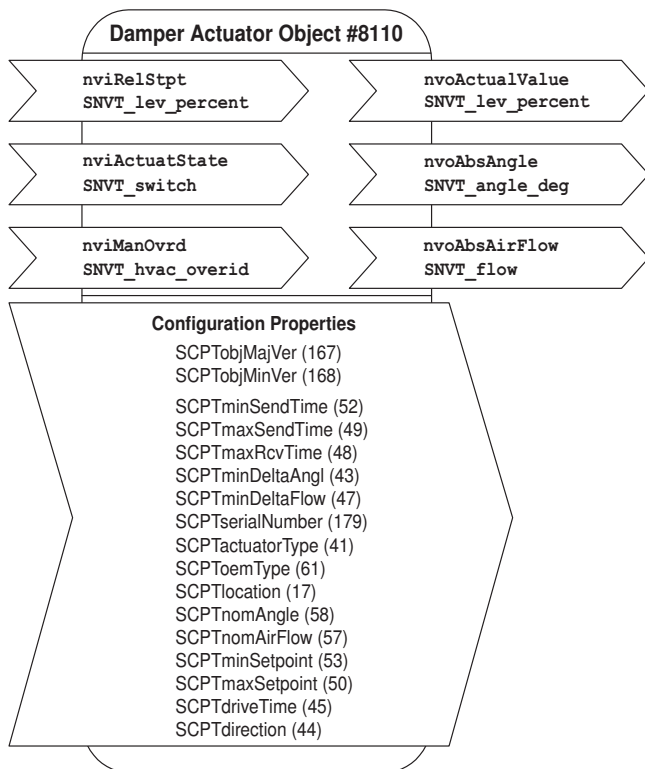 Damper Actuator Object #8110
nviRelStpt
SNVT_lev_percent
nvoActualValue
SNVT_lev_percent
nviActuatState
SNVT_switch
nvoAbsAngle
SNVT_angle_deg
nviManOvrd
SNVT_hvac_overid
nvoAbsAirFlow
SNVT_flow
Configuration Properties
SCPTobjMajVer (167)
SCPTobjMinVer (168)
SCPTminSendTime (52)
SCPTmaxSendTime (49)
SCPTmaxRcvTime (48)
SCPTminDeltaAngl (43)
SCPTminDeltaFlow (47)
SCPTserialNumber (179)
SCPTactuatorType (41)
SCPToemType (61)
SCPTlocation (17)
SCPTnomAngle (58)
SCPTnomAirFlow (57)
SCPTminSetpoint (53)
SCPTmaxSetpoint (50)
SCPTdriveTime (45)
SCPTdirection (44)